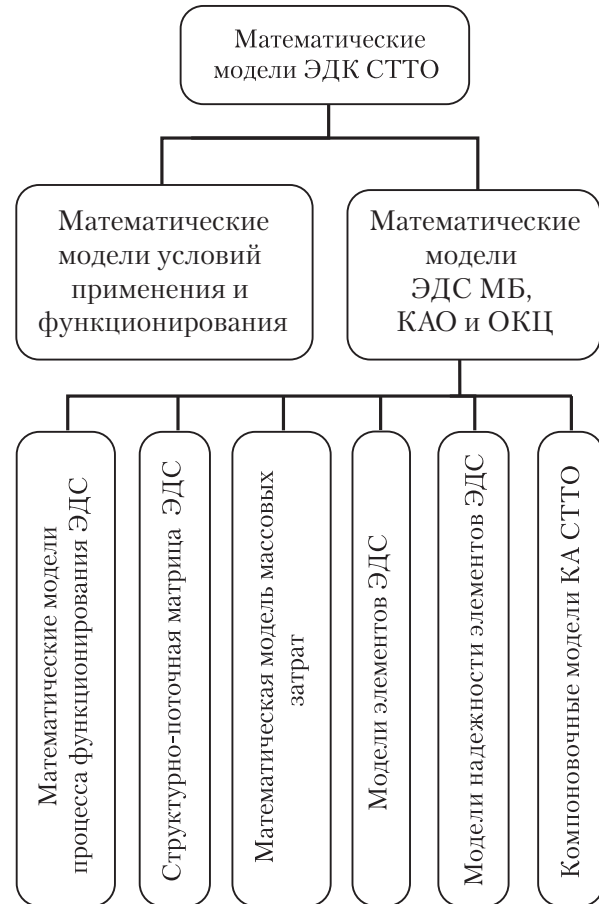 Математические
модели ЭДК СТТО
Математические
модели условий
применения и
функционирования
Математические
модели
ЭДС МБ,
КАО и ОКЦ
Математические модели
процесса функционирования ЭДС
Структурно-поточная матрица ЭДС
Математическая модель массовых
затрат
Модели элементов ЭДС
Модели надежности элементов ЭДС
Компоновочные модели КА СТТО